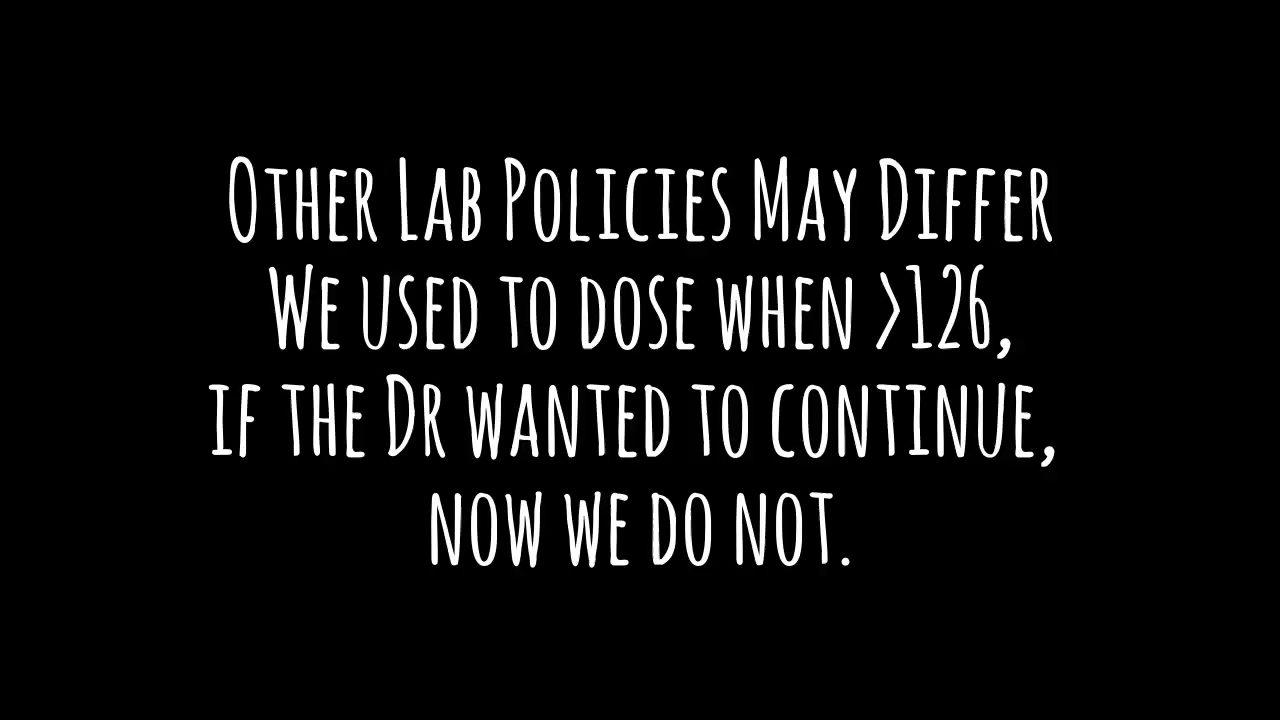 Other Lab Policies May Differ
We used to dose when >126,
if the Dr wanted to continue,
now we do not.